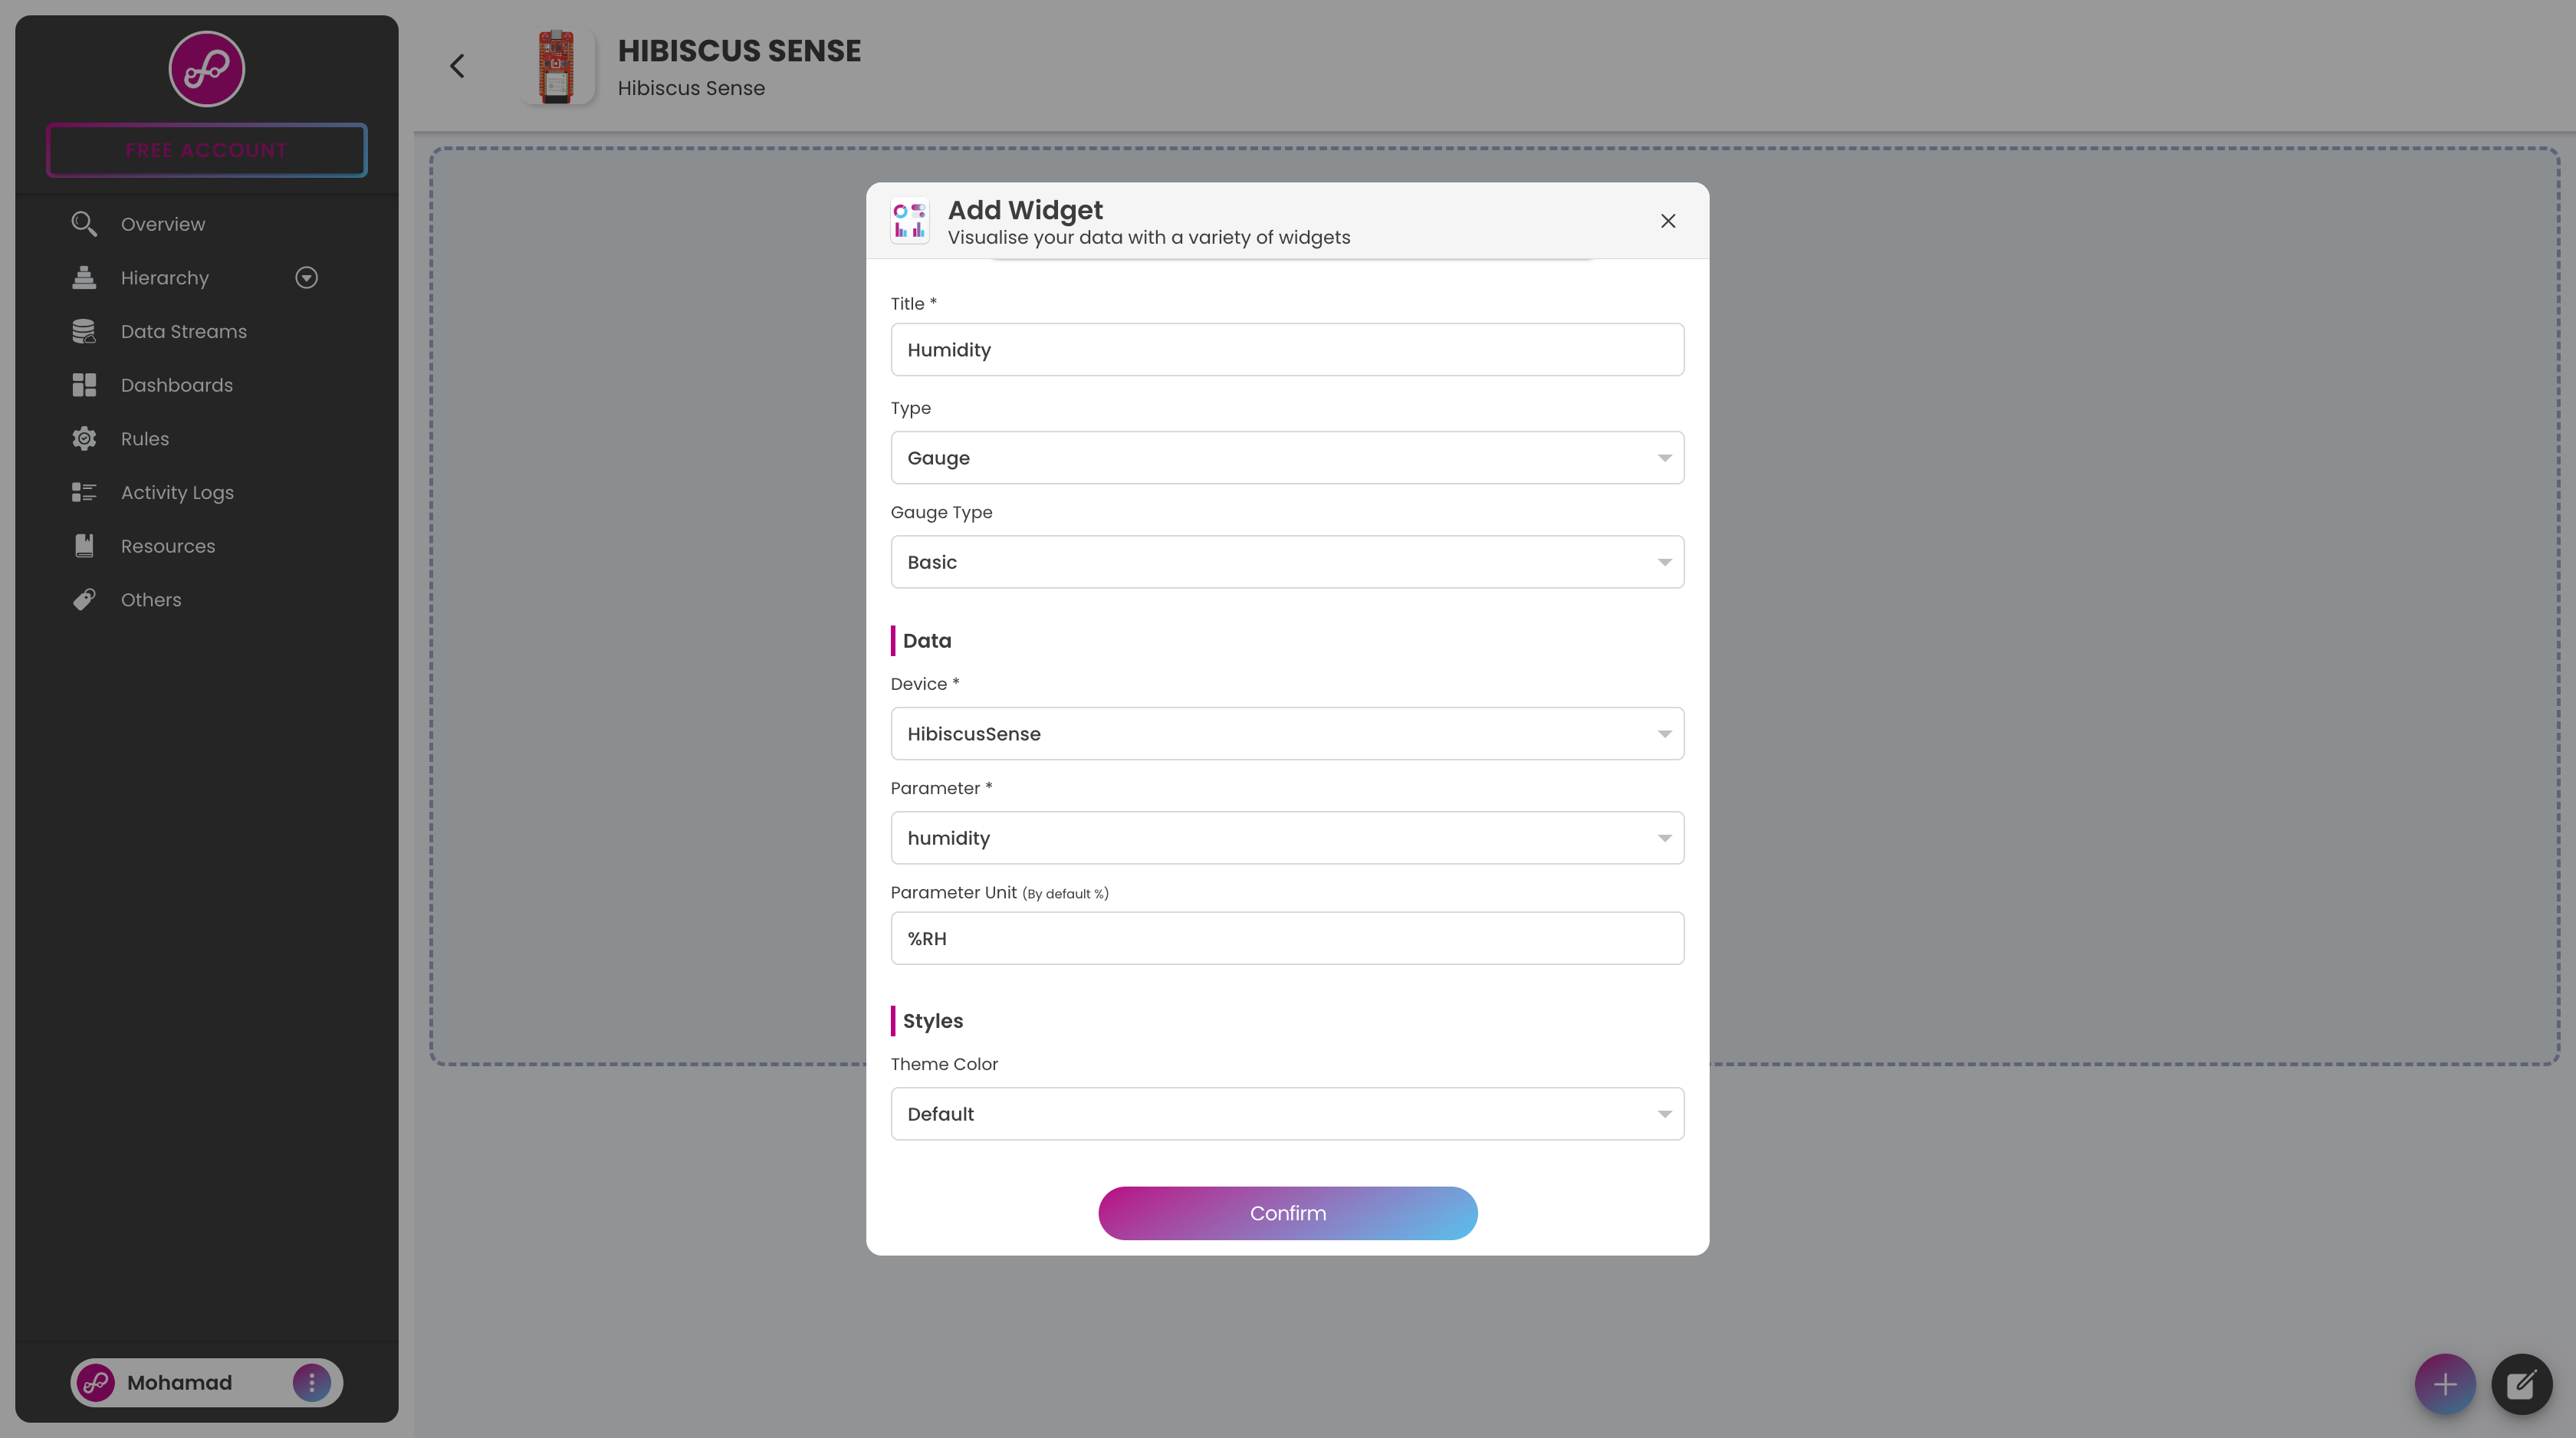 FREE ACCOUNT
Overview
Hierarchy
Data Streams
Dashboards
Rules
Activity Logs
Resources
Others
Mohamad
HIBISCUS SENSE
Hibiscus Sense
Add Widget
Visualise your data with a variety of widgets
Title *
Humidity
Type
Gauge
Gauge Type
Basic
Data
Device *
HibiscusSense
Parameter *
humidity
Parameter Unit (By default %)
%RH
Styles
Theme Color
Default
Confirm